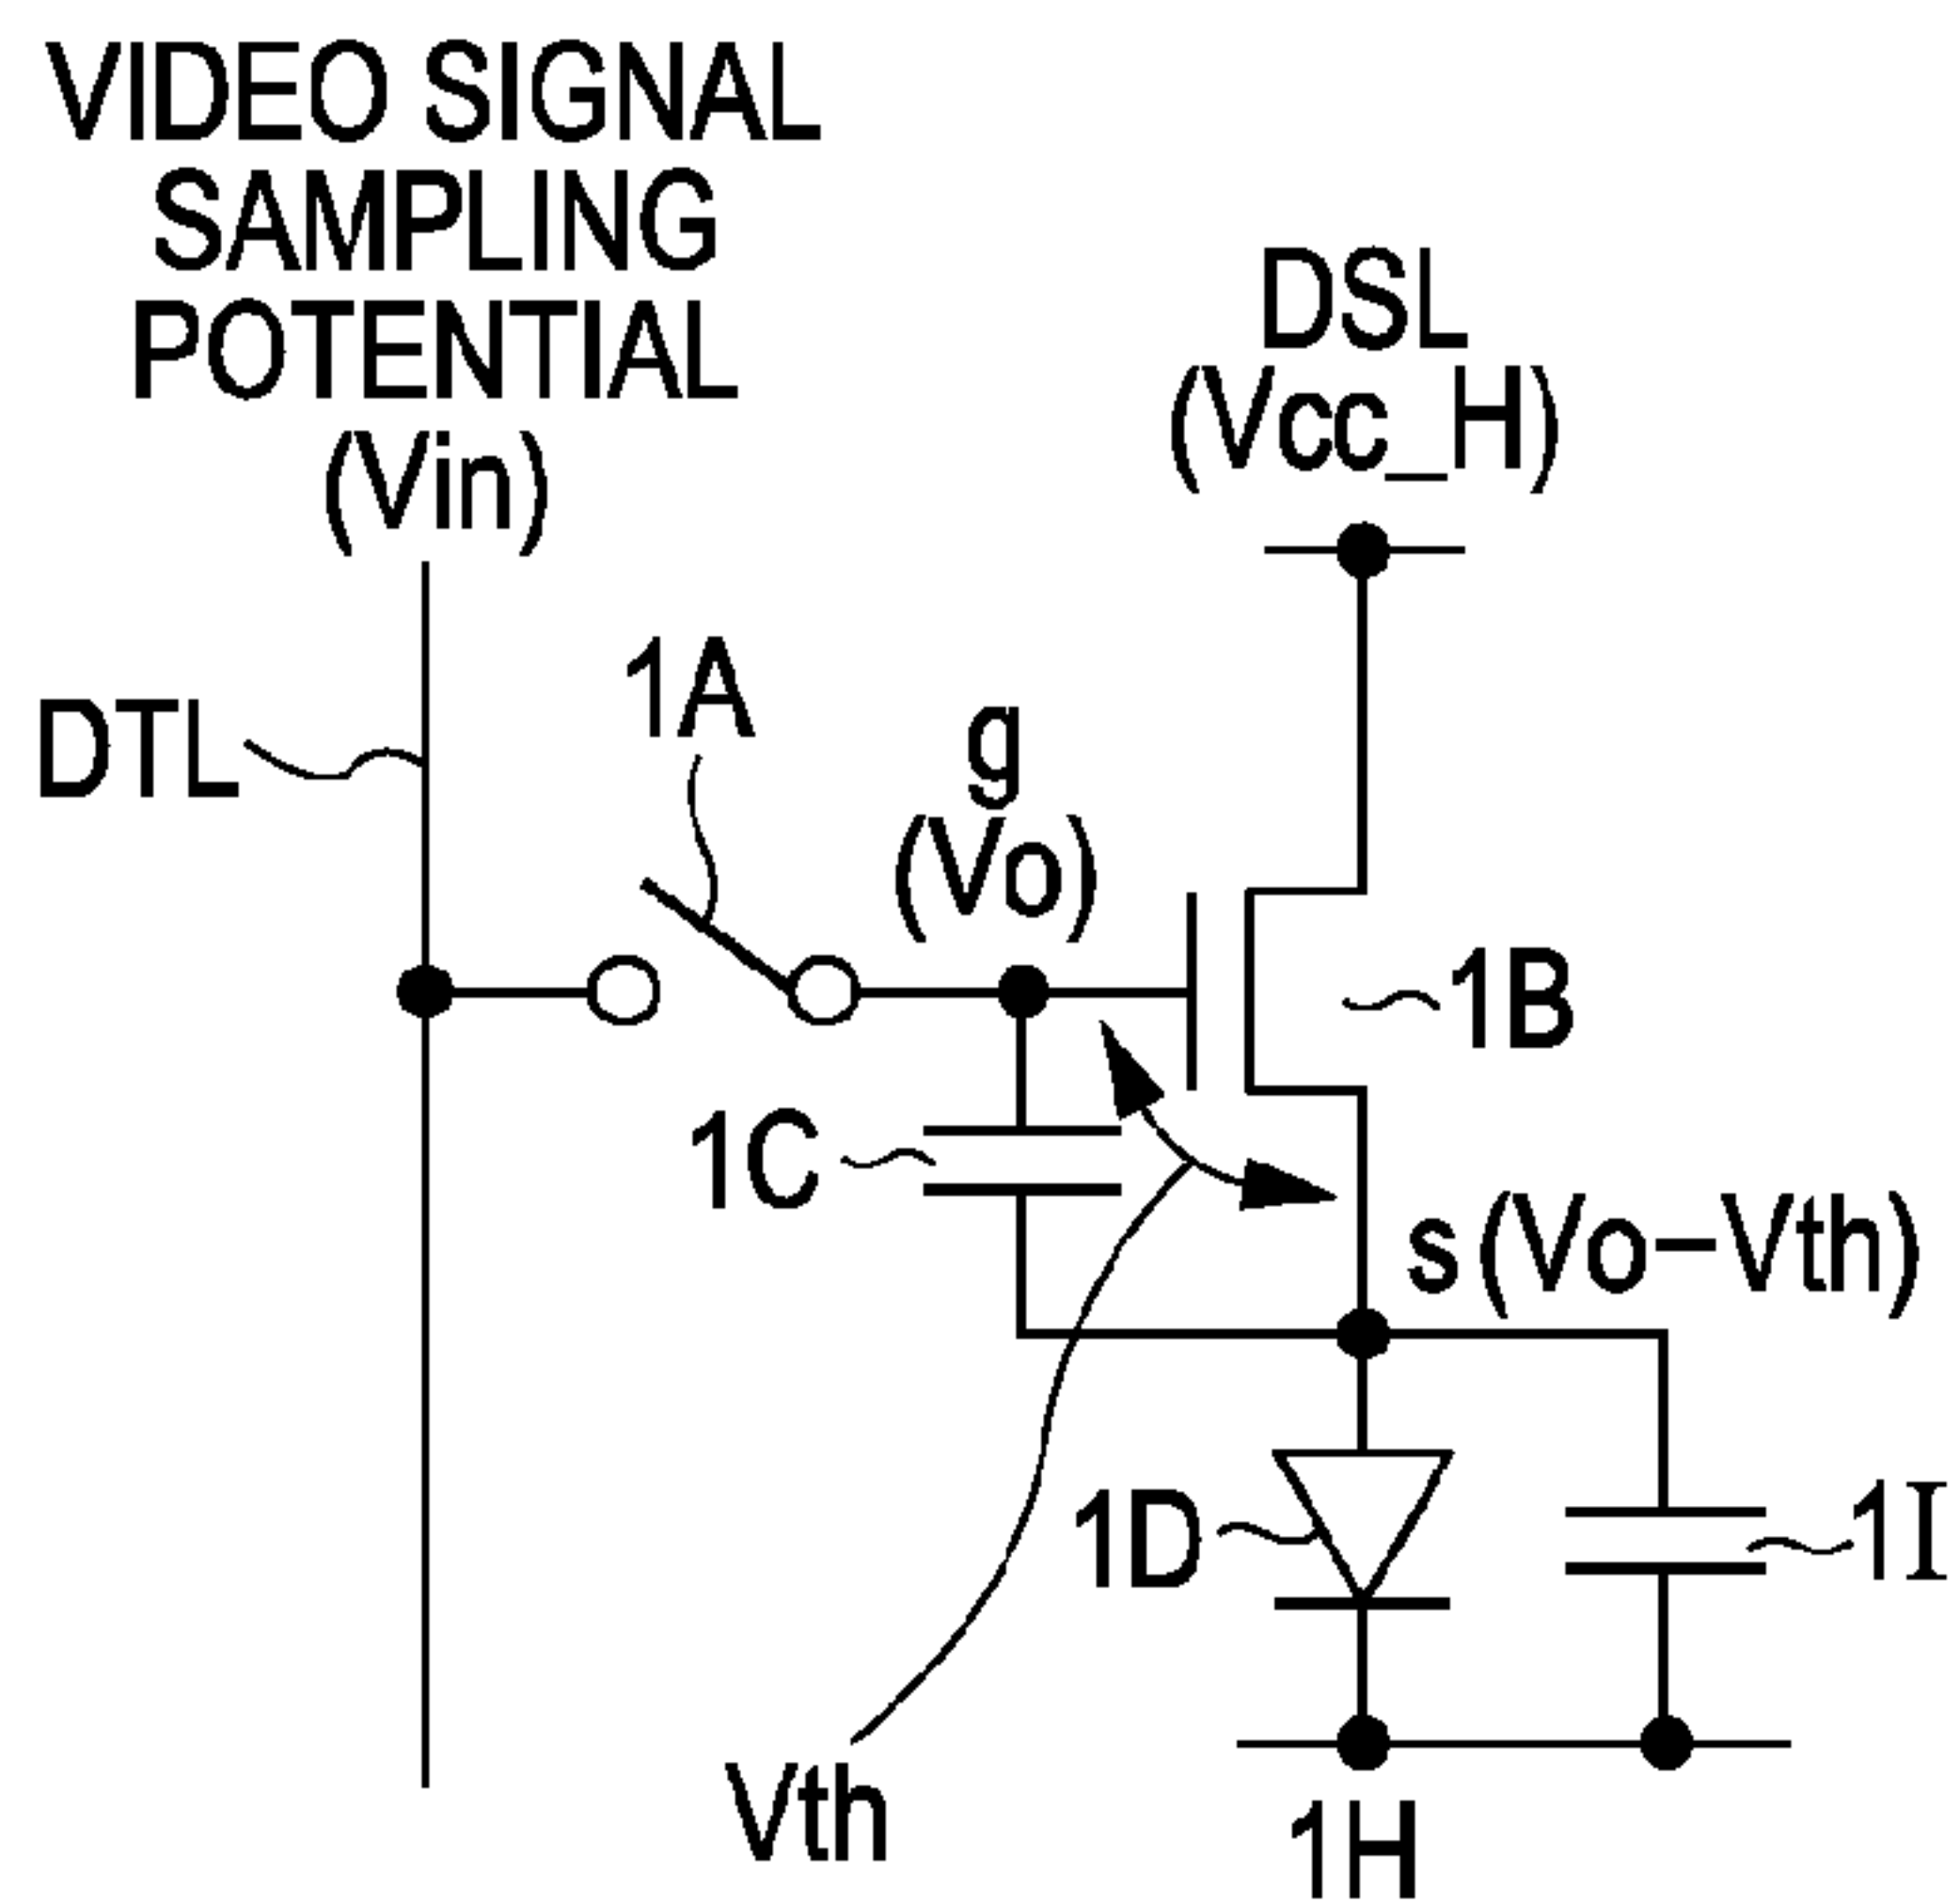 VIDEO SIGNAL
SAMPLING
POTENTIAL
(Vin)
DSL
(Vcc_H)
DTL
1A
g
(Vo)
1B
1C
s(Vo-Vth)
1D
1I
Vth
1H